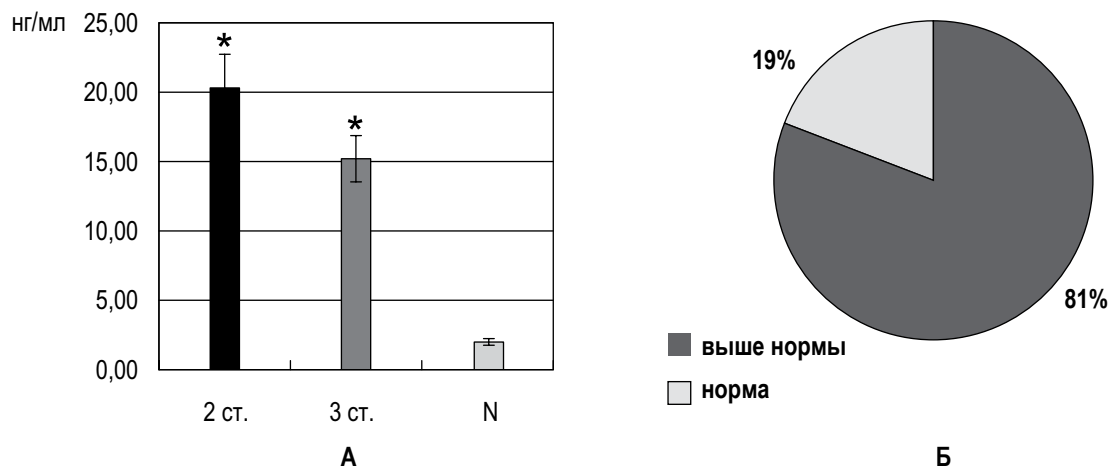 нг/мл
25,00
20,00
15,00
10,00
5,00
0,00
*
*
2 ст.
3 ст.
N
А
19%
81%
выше нормы
норма
Б